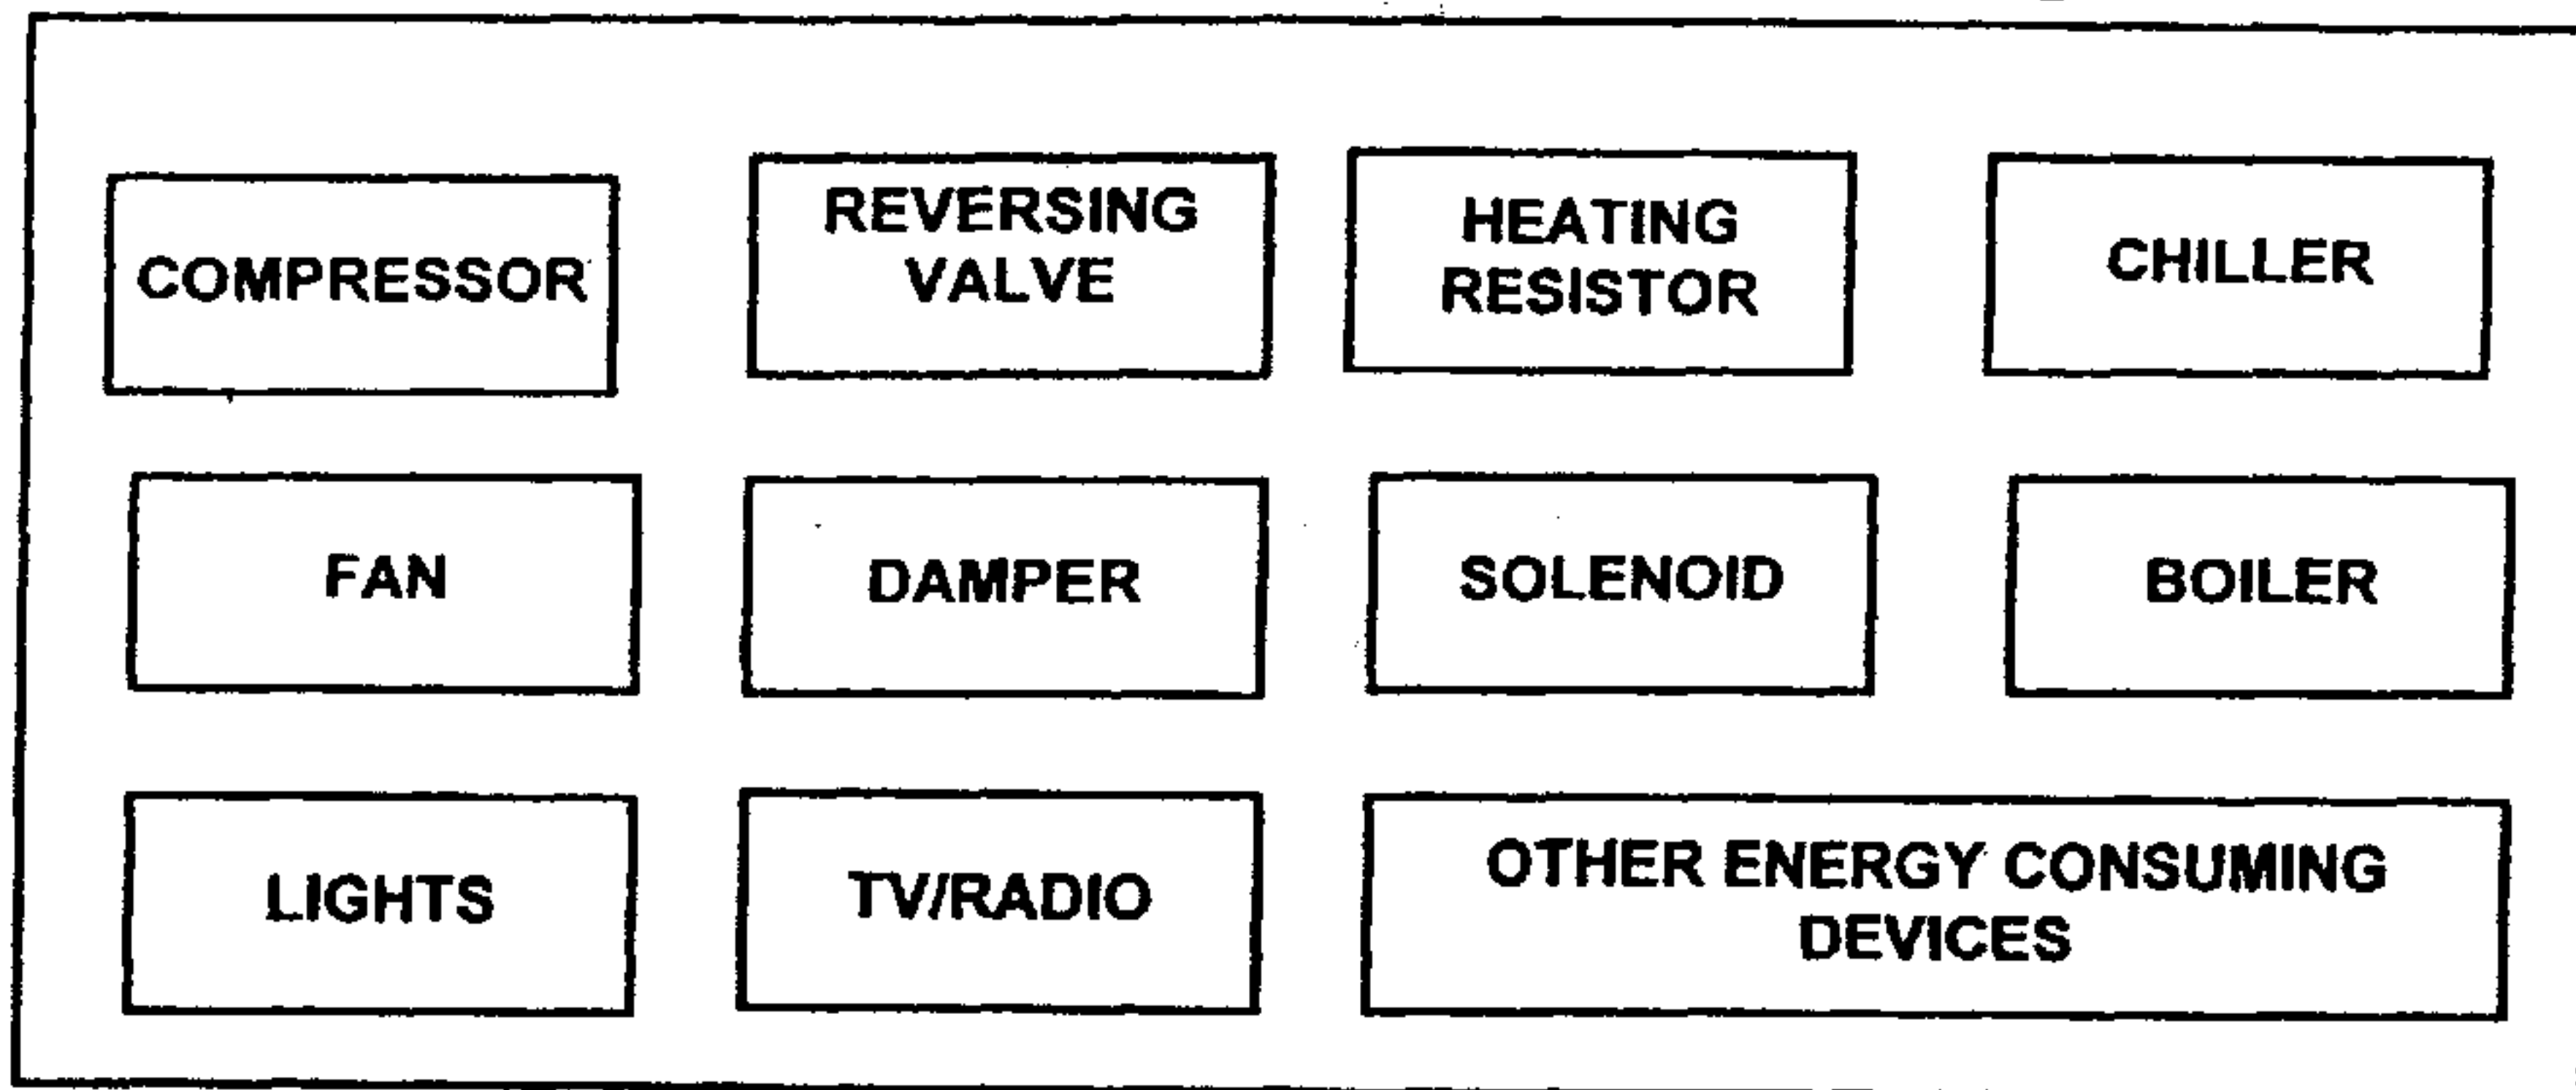 COMPRESSOR
REVERSING
VALVE
HEATING
RESISTOR
CHILLER
FAN
DAMPER
SOLENOID
BOILER
LIGHTS
TV/RADIO
OTHER ENERGY CONSUMING
DEVICES